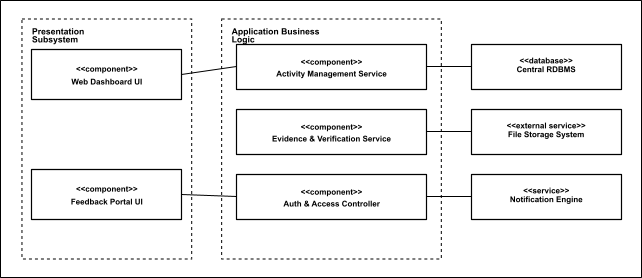 Presentation
Subsystem
<<component>>
Web Dashboard UI
<<component>>
Feedback Portal UI
Application Business
Logic
<<component>>
Activity Management Service
<<component>>
Evidence & Verification Service
<<component>>
Auth & Access Controller
<<database>>
Central RDBMS
<<external service>>
File Storage System
<<service>>
Notification Engine